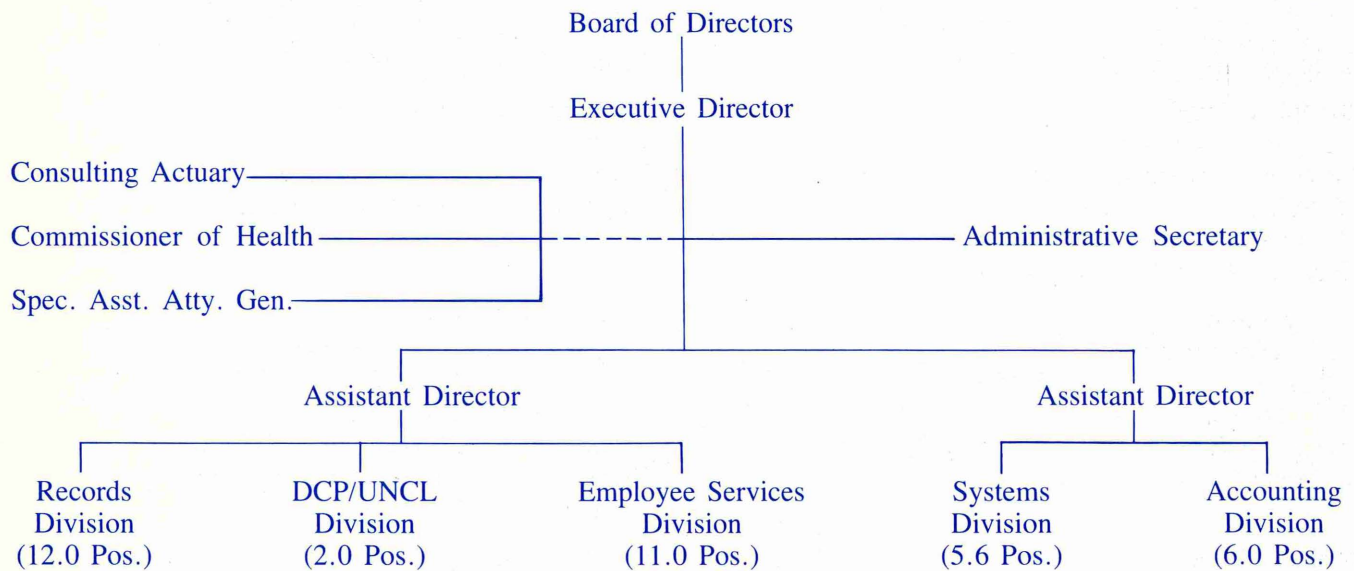 Board of Directors
Executive Director
Consulting Actuary
Commissioner of Health
Administrative Secretary
Spec. Asst. Atty. Gen.
Assistant Director
Assistant Director
Records
Division
(12.0 Pos.)
DCP/UNCL
Division
(2.0 Pos.)
Employee Services
Division
(11.0 Pos.)
Systems
Division
(5.6 Pos.)
Accounting
Division
(6.0 Pos.)